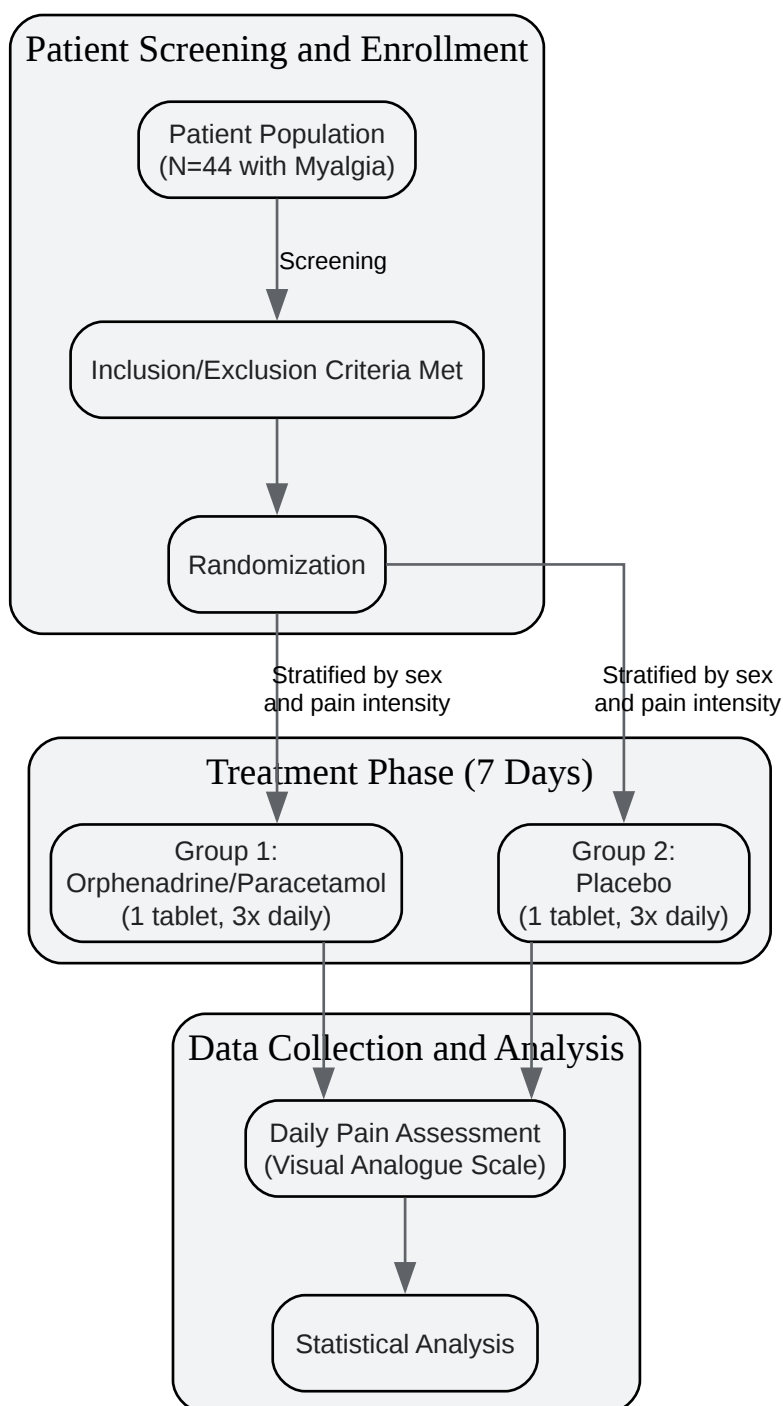 Patient Screening and Enrollment
Patient Population
(N=44 with Myalgia)
Screening
Inclusion/Exclusion Criteria Met
Randomization
Stratified by sex
and pain intensity
Stratified by sex
and pain intensity
Treatment Phase (7 Days)
Group 1:
Orphenadrine/Paracetamol
(1 tablet, 3x daily)
Group 2:
Placebo
(1 tablet, 3x daily)
Data Collection and Analysis
Daily Pain Assessment
(Visual Analogue Scale)
Statistical Analysis